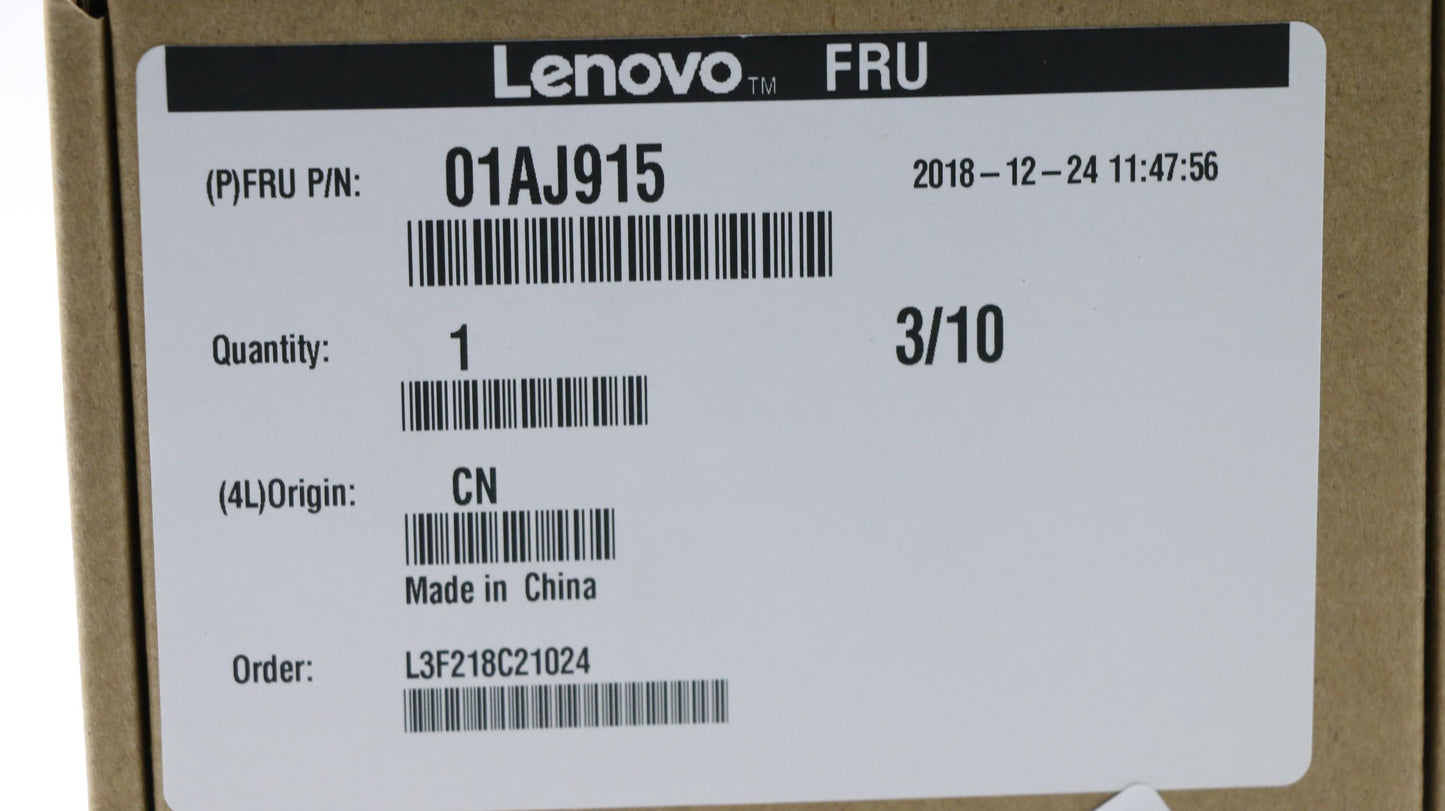 Lenovo™ FRU
(P)FRU P/N: 01AJ915 2018-12-24 11:47:56
Quantity: 1 3/10
(4L)Origin: CN
Made in China
Order: L3F218C21024